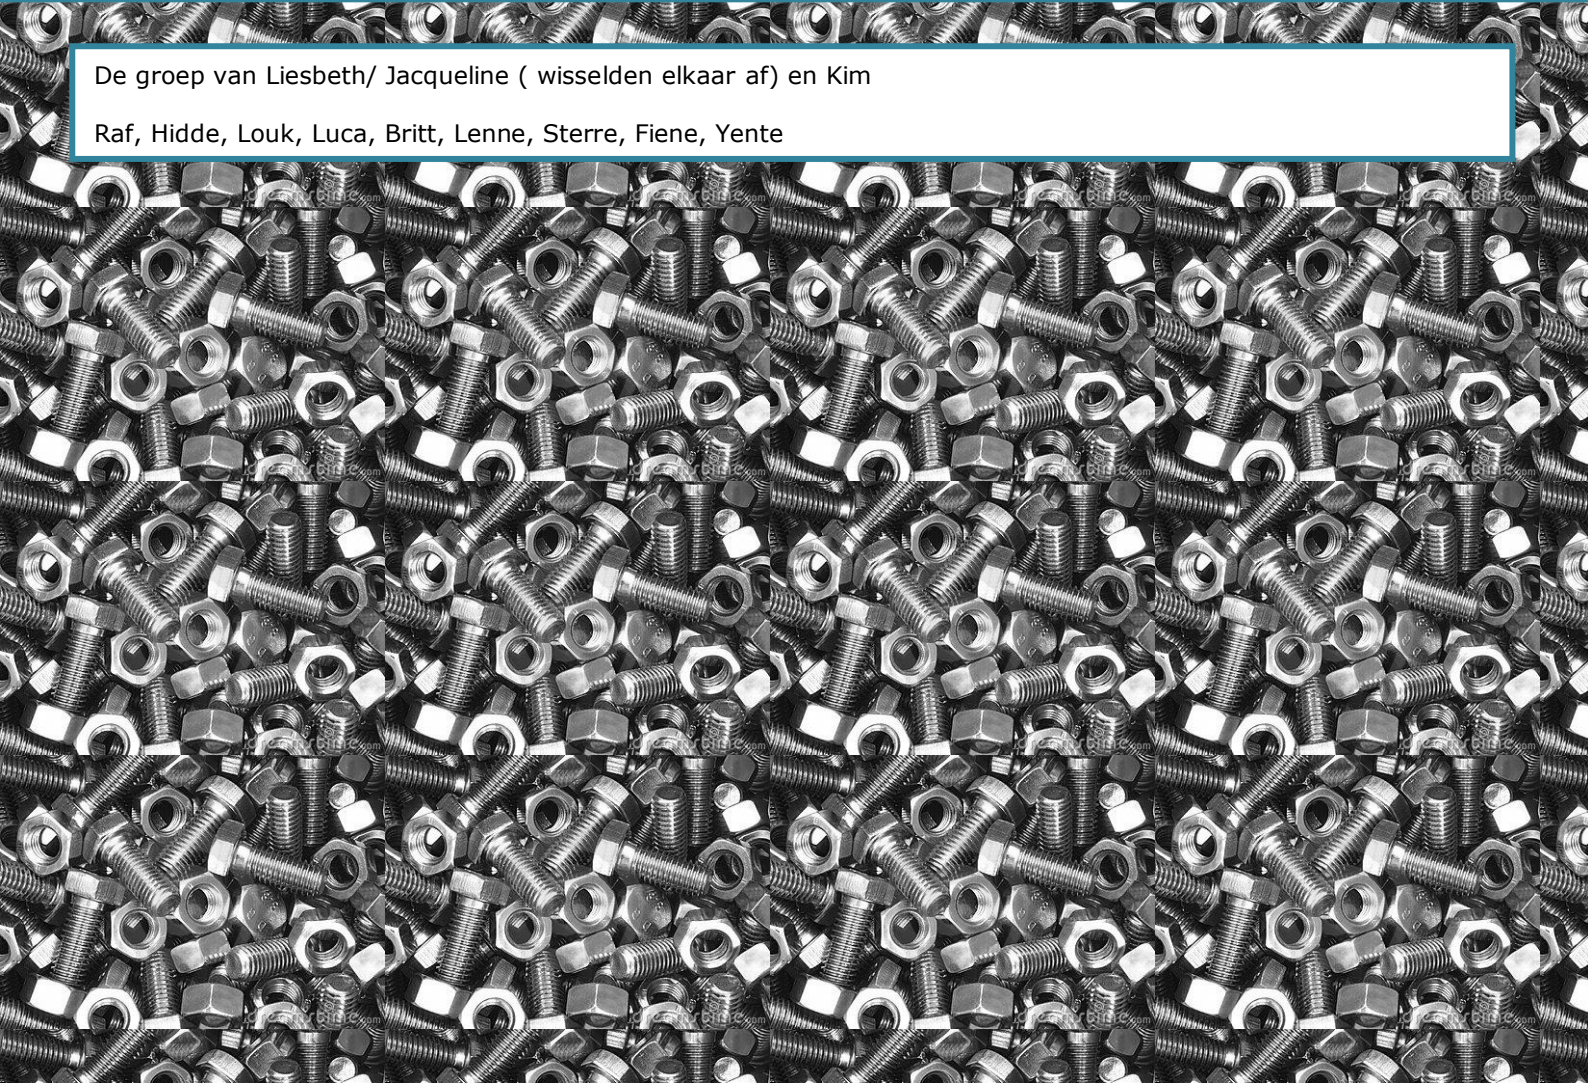 De groep van Liesbeth/ Jacqueline ( wisselden elkaar af) en Kim
Raf, Hidde, Louk, Luca, Britt, Lenne, Sterre, Fiene, Yente